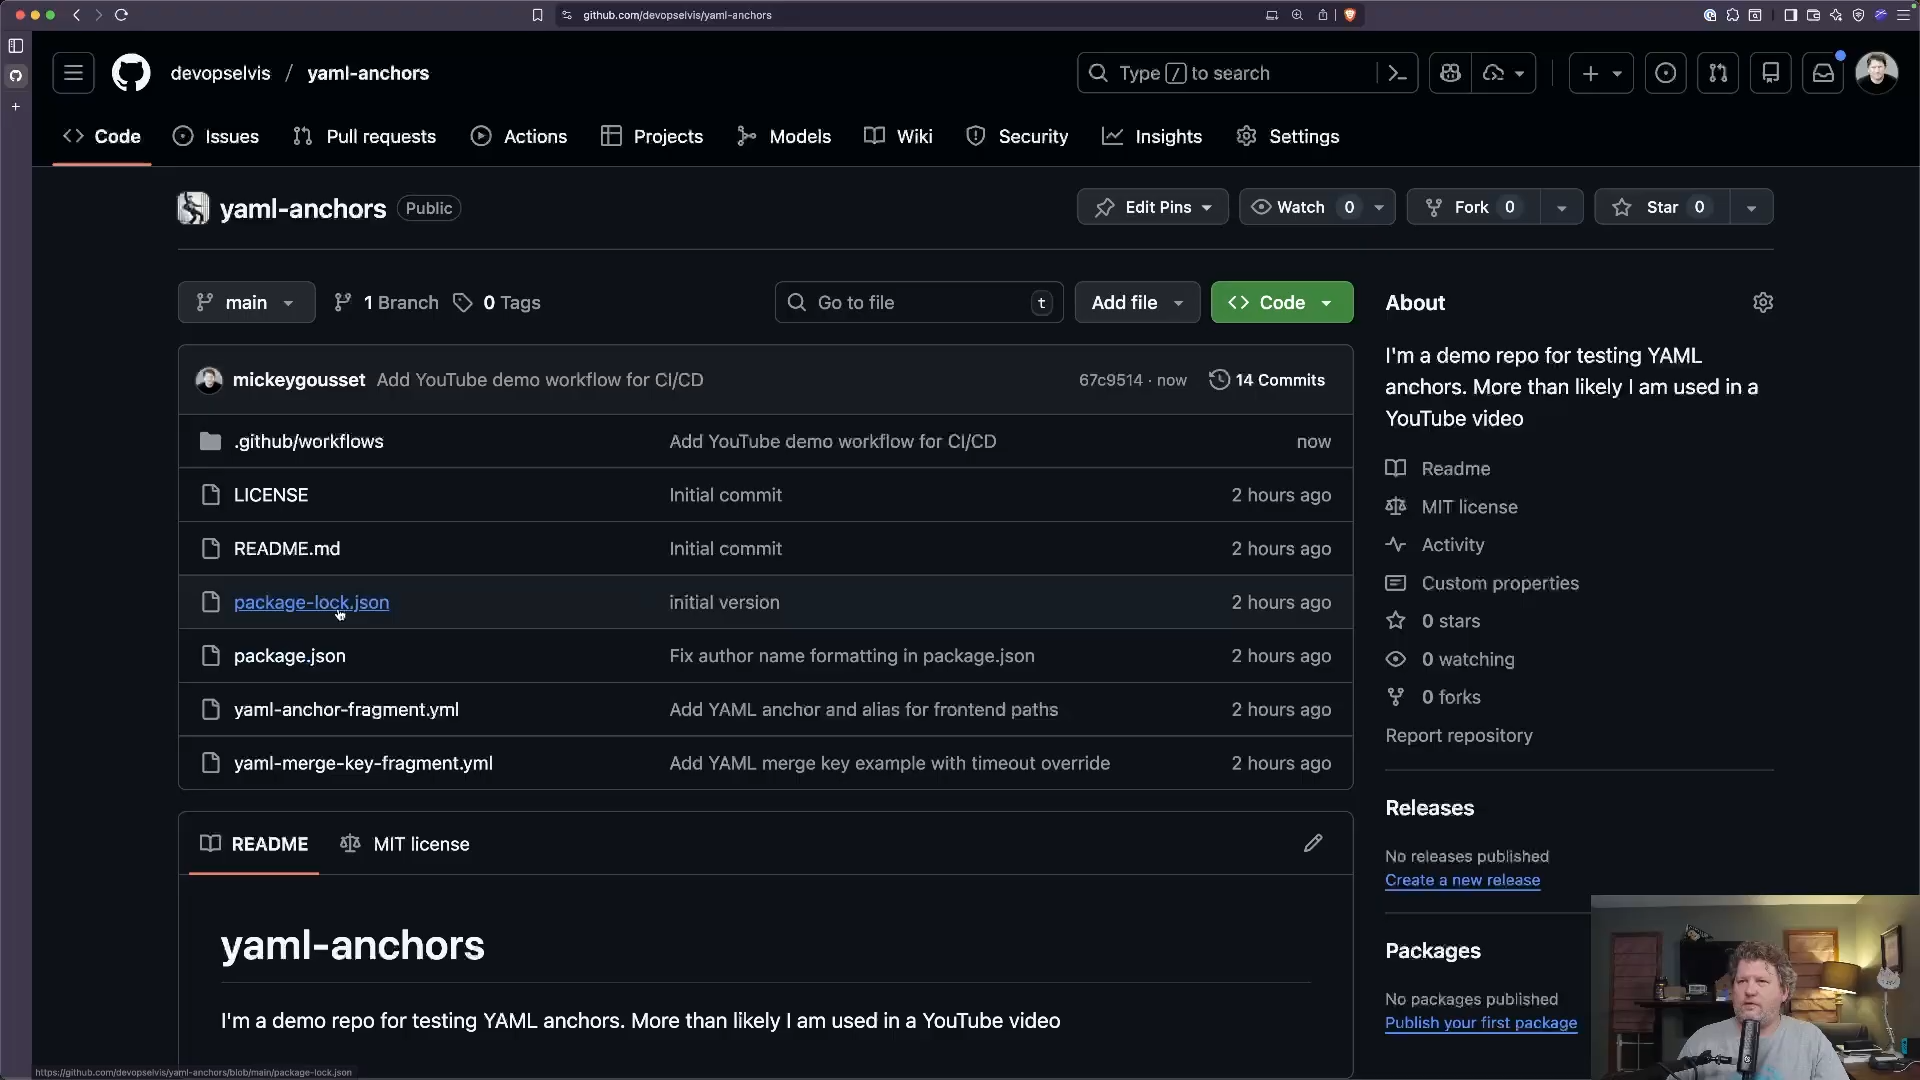 github.com/devopselvis/yaml-anchors
devopselvis / yaml-anchors
Type / to search
Code Issues Pull requests Actions Projects Models Wiki Security Insights Settings
yaml-anchors Public
Edit Pins Watch 0 Fork 0 Star 0
main 1 Branch 0 Tags Go to file t Add file Code
mickeygousset Add YouTube demo workflow for CI/CD 67c9514 · now 14 Commits
.github/workflows Add YouTube demo workflow for CI/CD now
LICENSE Initial commit 2 hours ago
README.md Initial commit 2 hours ago
package-lock.json initial version 2 hours ago
package.json Fix author name formatting in package.json 2 hours ago
yaml-anchor-fragment.yml Add YAML anchor and alias for frontend paths 2 hours ago
yaml-merge-key-fragment.yml Add YAML merge key example with timeout override 2 hours ago
README MIT license
yaml-anchors
I'm a demo repo for testing YAML anchors. More than likely I am used in a YouTube video
About
I'm a demo repo for testing YAML
anchors. More than likely I am used in a
YouTube video
Readme
MIT license
Activity
Custom properties
0 stars
0 watching
0 forks
Report repository
Releases
No releases published
Create a new release
Packages
No packages published
Publish your first package
https://github.com/devopselvis/yaml-anchors/blob/main/package-lock.json